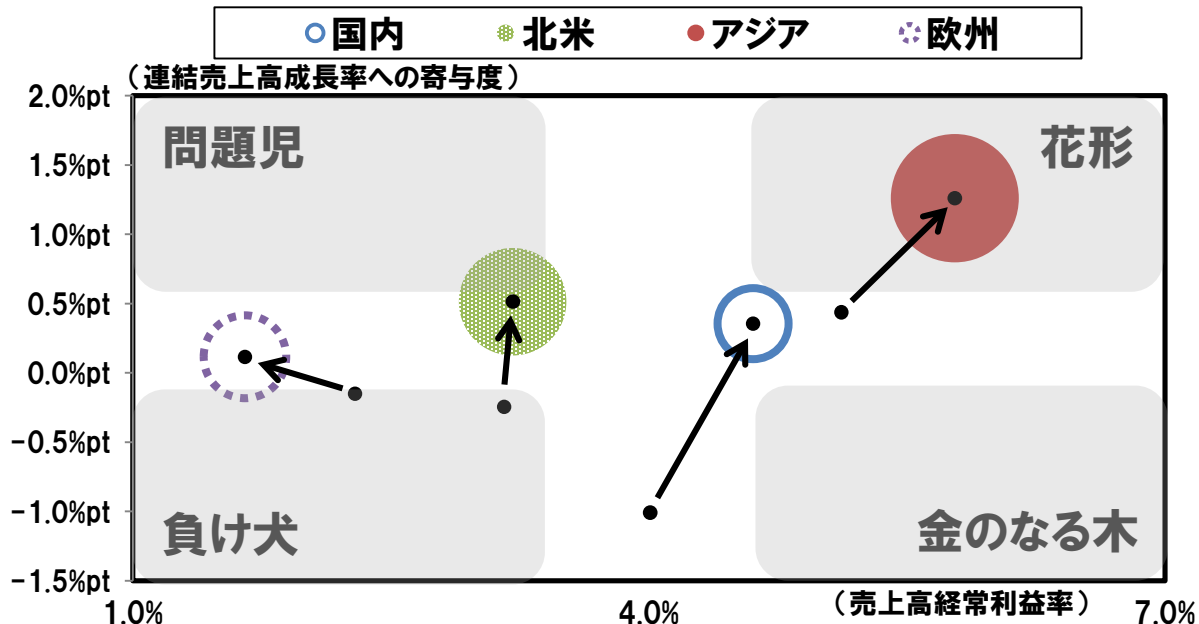 国内 北米 アジア 欧州
（連結売上高成長率への寄与度）
2.0%pt
問題児 花形
1.5%pt
1.0%pt
0.5%pt
0.0%pt
-0.5%pt
-1.0%pt
負け犬 金のなる木
-1.5%pt
1.0% 4.0% （売上高経常利益率） 7.0%